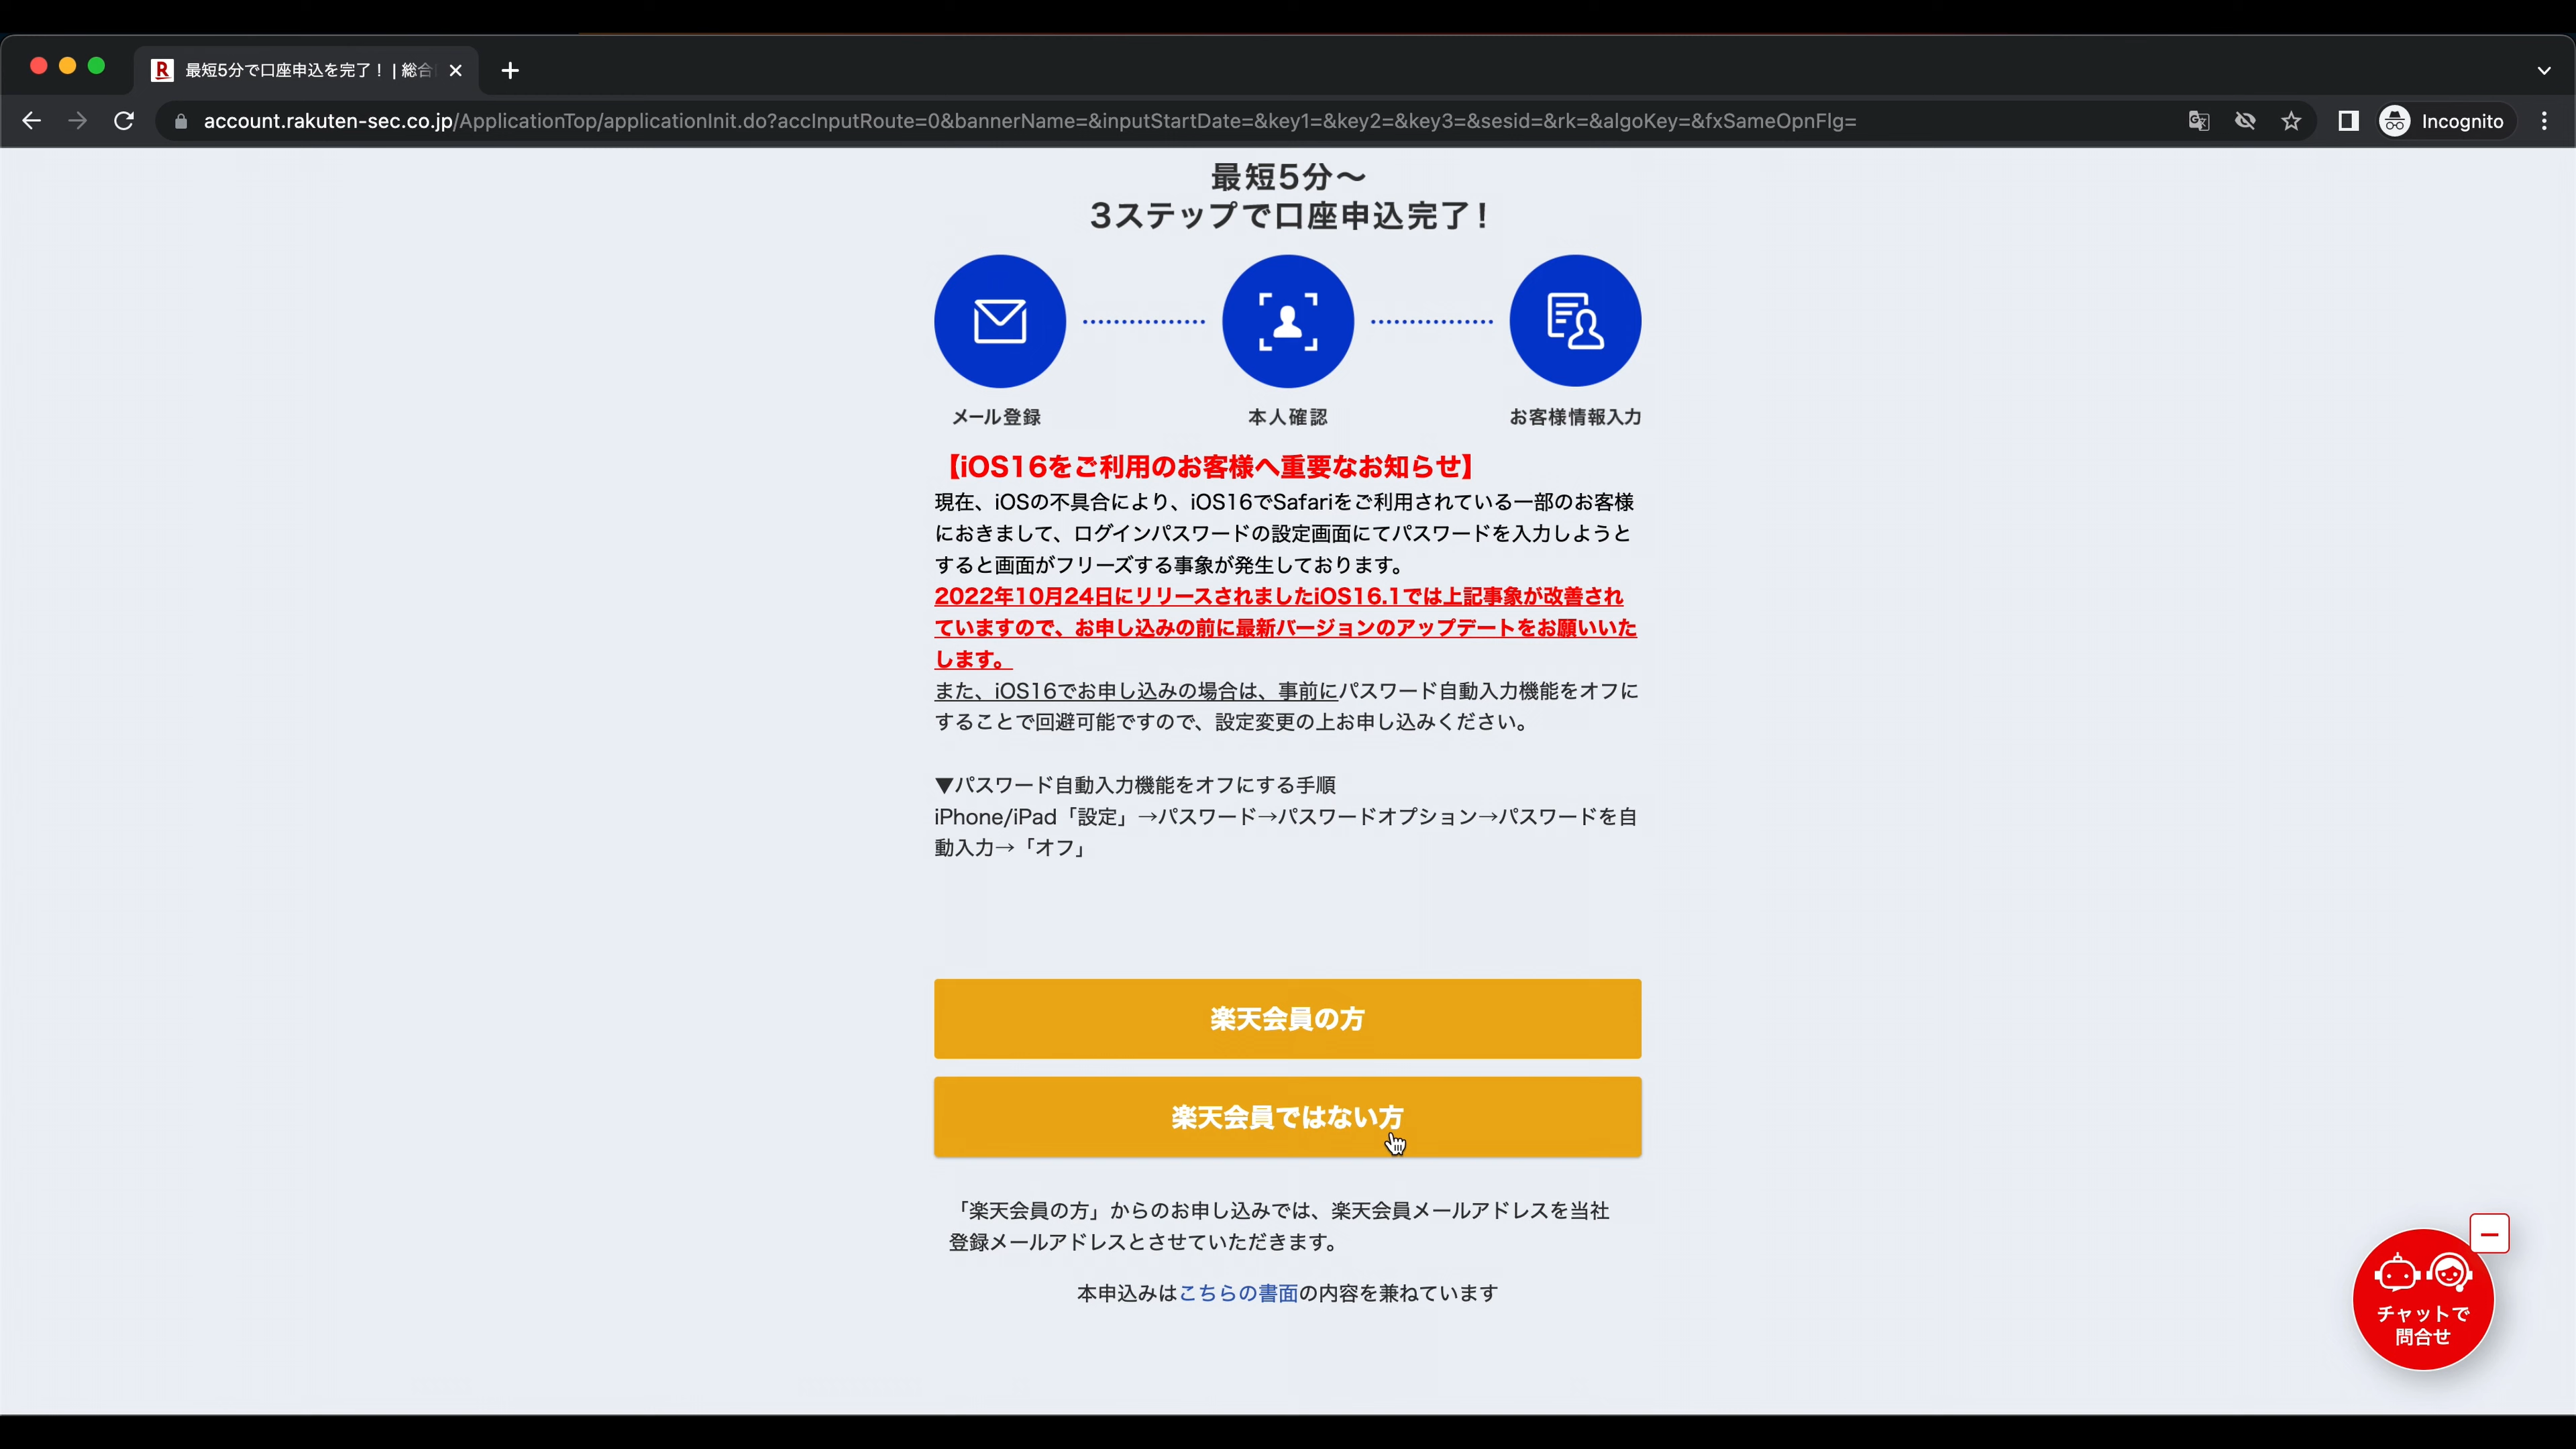 最短5分で口座申込を完了！| 総合
account.rakuten-sec.co.jp/ApplicationTop/applicationInit.do?accInputRoute=0&bannerName=&inputStartDate=&key1=&key2=&key3=&sesid=&rk=&algoKey=&fxSameOpnFlg=
Incognito
最短5分〜
3ステップで口座申込完了！
メール登録
本人確認
お客様情報入力
【iOS16をご利用のお客様へ重要なお知らせ】
現在、iOSの不具合により、iOS16でSafariをご利用されている一部のお客様
におきまして、ログインパスワードの設定画面にてパスワードを入力しようと
すると画面がフリーズする事象が発生しております。
2022年10月24日にリリースされましたiOS16.1では上記事象が改善され
ていますので、お申し込みの前に最新バージョンのアップデートをお願いいた
します。
また、iOS16でお申し込みの場合は、事前にパスワード自動入力機能をオフに
することで回避可能ですので、設定変更の上お申し込みください。
▼パスワード自動入力機能をオフにする手順
iPhone/iPad「設定」→パスワード→パスワードオプション→パスワードを自
動入力→「オフ」
楽天会員の方
楽天会員ではない方
「楽天会員の方」からのお申し込みでは、楽天会員メールアドレスを当社
登録メールアドレスとさせていただきます。
本申込みはこちらの書面の内容を兼ねています
チャットで
問合せ